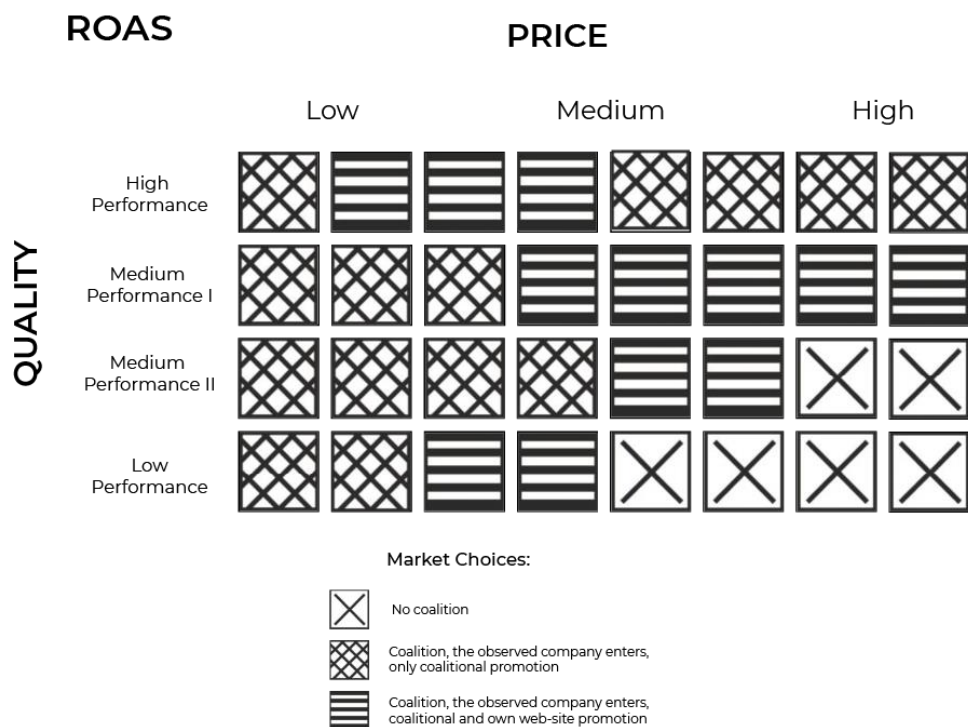 ROAS
PRICE
Low
Medium
High
QUALITY
High
Performance
Medium
Performance I
Medium
Performance II
Low
Performance
Market Choices:
No coalition
Coalition, the observed company enters,
only coalitional promotion
Coalition, the observed company enters,
coalitional and own web-site promotion